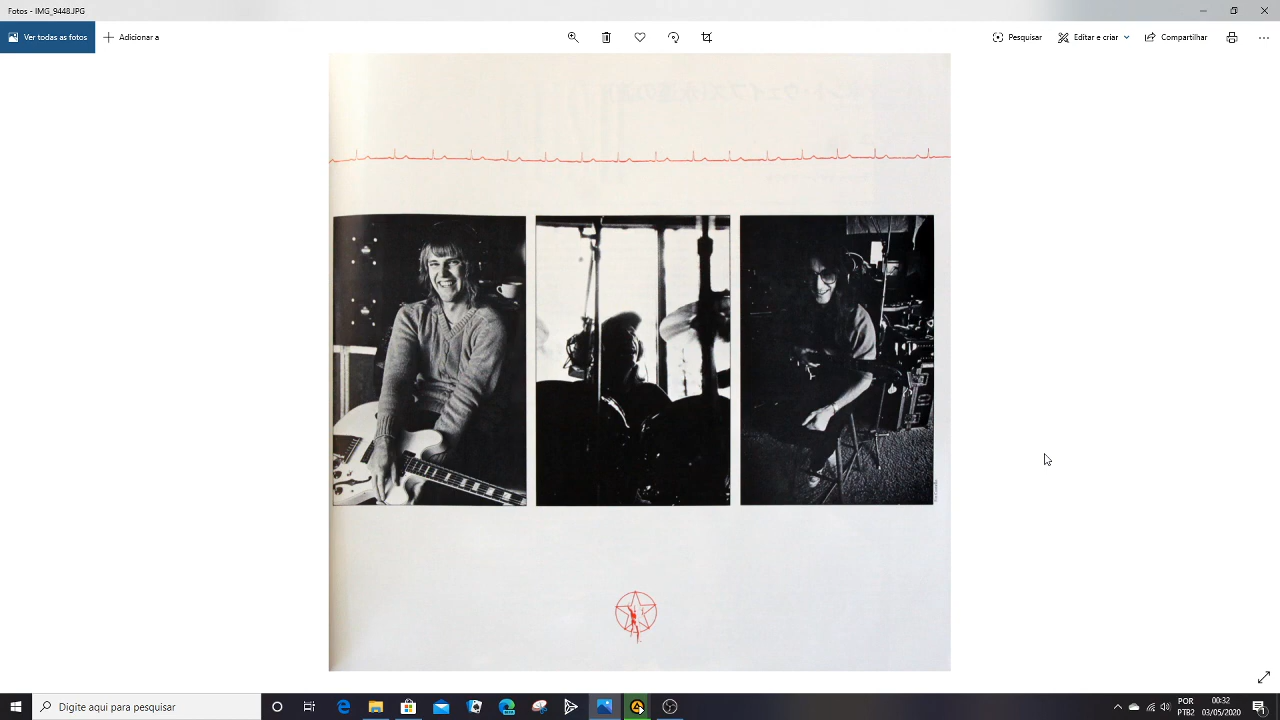 Fotos - IMG_9448.JPG
Ver todas as fotos
Adicionar a
Pesquisar
Editar e criar
Compartilhar
Digite aqui para pesquisar
POR
PTB2
00:32
03/05/2020